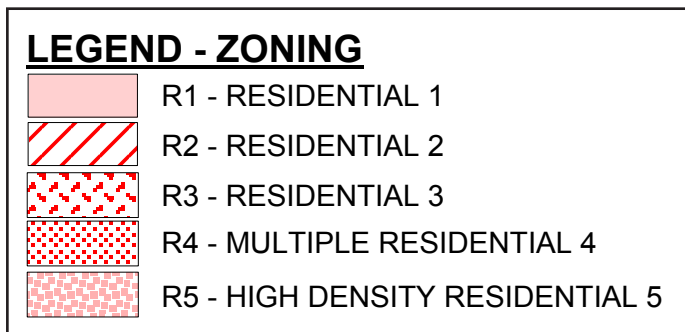 LEGEND - ZONING
R1 - RESIDENTIAL 1
R2 - RESIDENTIAL 2
R3 - RESIDENTIAL 3
R4 - MULTIPLE RESIDENTIAL 4
R5 - HIGH DENSITY RESIDENTIAL 5